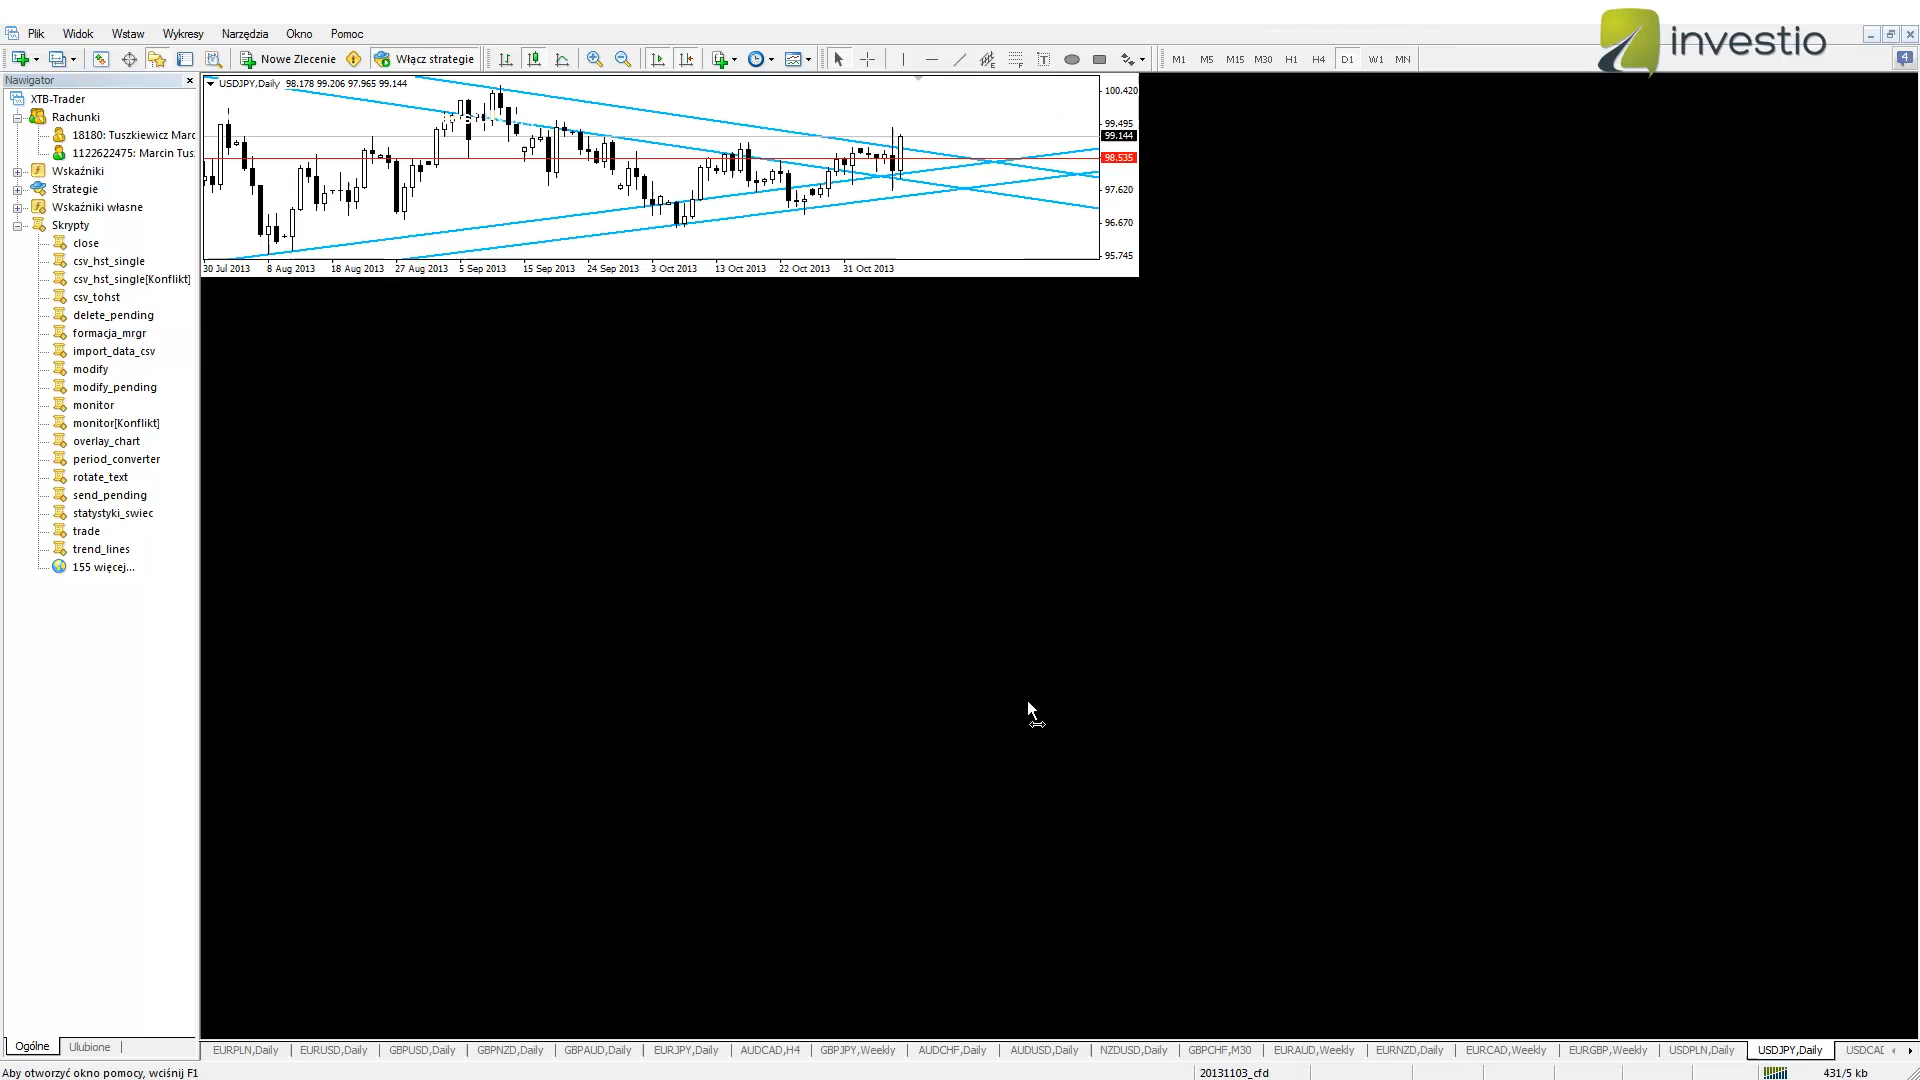 investio
Plik Widok Wstaw Wykresy Narzędzia Okno Pomoc
Nowe Zlecenie Włącz strategie M1 M5 M15 M30 H1 H4 D1 W1 MN 4
Nawigator
XTB-Trader
Rachunki
18180: Tuszkiewicz Marc
1122622475: Marcin Tus
Wskaźniki
Strategie
Wskaźniki własne
Skrypty
close
csv_hst_single
csv_hst_single[Konflikt]
csv_tohst
delete_pending
formacja_mrgr
import_data_csv
modify
modify_pending
monitor
monitor[Konflikt]
overlay_chart
period_converter
rotate_text
send_pending
statystyki_swiec
trade
trend_lines
155 więcej...
Ogólne Ulubione
USDJPY,Daily 98.178 99.206 97.965 99.144
100.420
99.495
99.144
98.535
97.620
96.670
95.745
30 Jul 2013 8 Aug 2013 18 Aug 2013 27 Aug 2013 5 Sep 2013 15 Sep 2013 24 Sep 2013 3 Oct 2013 13 Oct 2013 22 Oct 2013 31 Oct 2013
EURPLN,Daily EURUSD,Daily GBPUSD,Daily GBPNZD,Daily GBPAUD,Daily EURJPY,Daily AUDCAD,H4 GBPJPY,Weekly AUDCHF,Daily AUDUSD,Daily NZDUSD,Daily GBPCHF,M30 EURAUD,Weekly EURNZD,Daily EURCAD,Weekly EURGBP,Weekly USDPLN,Daily USDJPY,Daily USDCAD
Aby otworzyć okno pomocy, wciśnij F1 20131103_cfd 431/5 kb